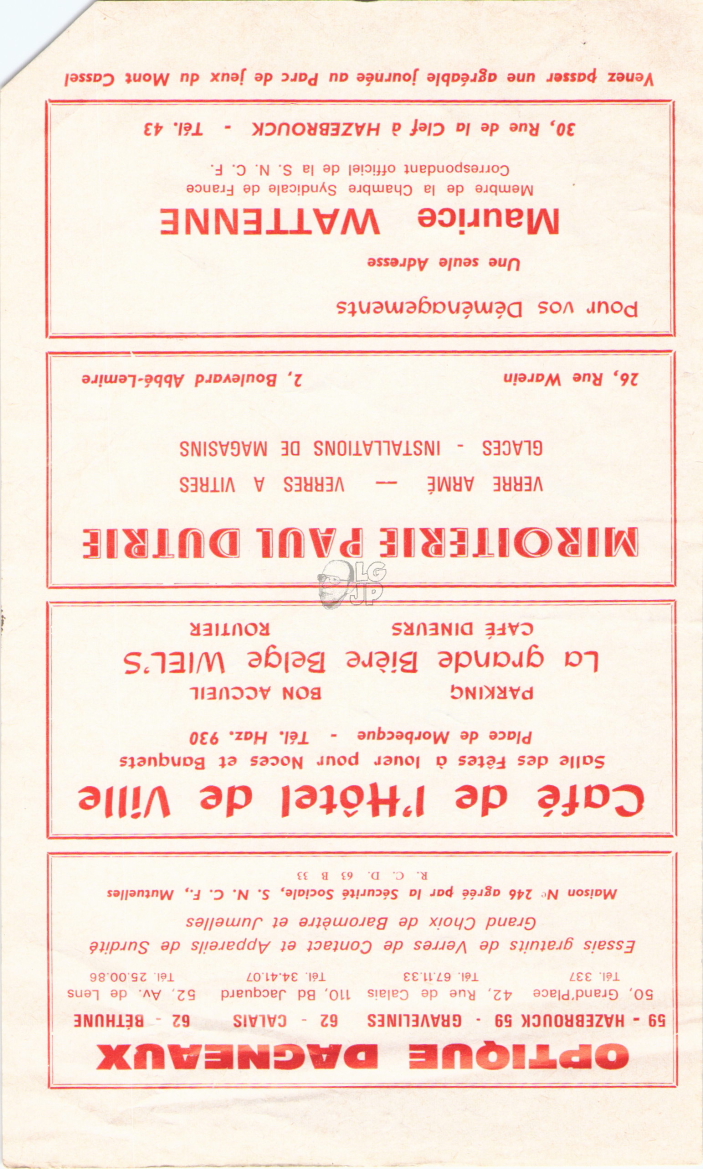 OPTIQUE DAGNEAUX
59 - HAZEBROUCK 59 - GRAVELINES 62 - CALAIS 62 - BÉTHUNE
50, Grand'Place 42, Rue de Calais 110, Bd Jacquard 52, Av. de Lens
Tél. 337 Tél. 67.11.33 Tél. 34.41.07 Tél. 25.00.86
Essais gratuits de Verres de Contact et Appareils de Surdité
Grand Choix de Baromètre et Jumelles
Maison N° 246 agréé par la Sécurité Sociale, S. N. C. F., Mutuelles
R. C. D. 63 B 33
Café de l'Hôtel de Ville
Salle des Fêtes à louer pour Noces et Banquets
Place de Morbecque - Tél. Haz. 930
PARKING BON ACCUEIL
La grande Bière Belge WIEL'S
CAFÉ DINEURS ROUTIER
MIROITERIE PAUL DUTRIE
VERRE ARMÉ — VERRES A VITRES
GLACES - INSTALLATIONS DE MAGASINS
26, Rue Warein 2, Boulevard Abbé-Lemire
Pour vos Déménagements
Une seule Adresse
Maurice WATTENNE
Membre de la Chambre Syndicale de France
Correspondant officiel de la S. N. C. F.
30, Rue de la Clef à HAZEBROUCK - Tél. 43
Venez passer une agréable journée au Parc de jeux du Mont Cassel
LG
JP